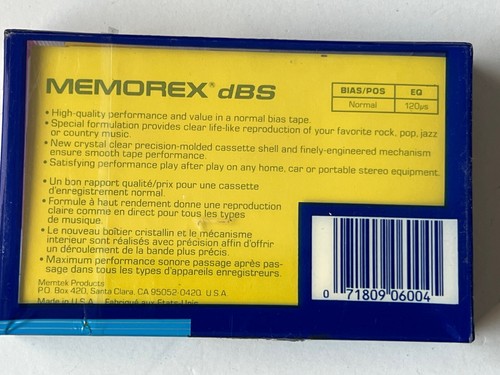 MEMOREX® dBS
BIAS/POS EQ
Normal 120µs
• High-quality performance and value in a normal bias tape.
• Special formulation provides clear life-like reproduction of your favorite rock, pop, jazz
or country music.
• New crystal clear precision-molded cassette shell and finely-engineered mechanism
ensure smooth tape performance.
• Satisfying performance play after play on any home, car or portable stereo equipment.
• Un bon rapport qualité/prix pour une cassette
d'enregistrement normal.
• Formule à haut rendement donne une reproduction
claire comme en direct pour tous les types
de musique.
• Le nouveau boîtier cristallin et le mécanisme
interieur sont réalisés avec précision affin d'offrir
un déroulement de la bande plus précis.
• Maximum performance sonore passage après pas-
sage dans tous les types d'appareils enregistreurs.
Memtek Products
P.O. Box 420, Santa Clara, CA 95052-0420 U S A
Made in U.S.A. Fabriqué aux Etats-Unis
0 71809 06004